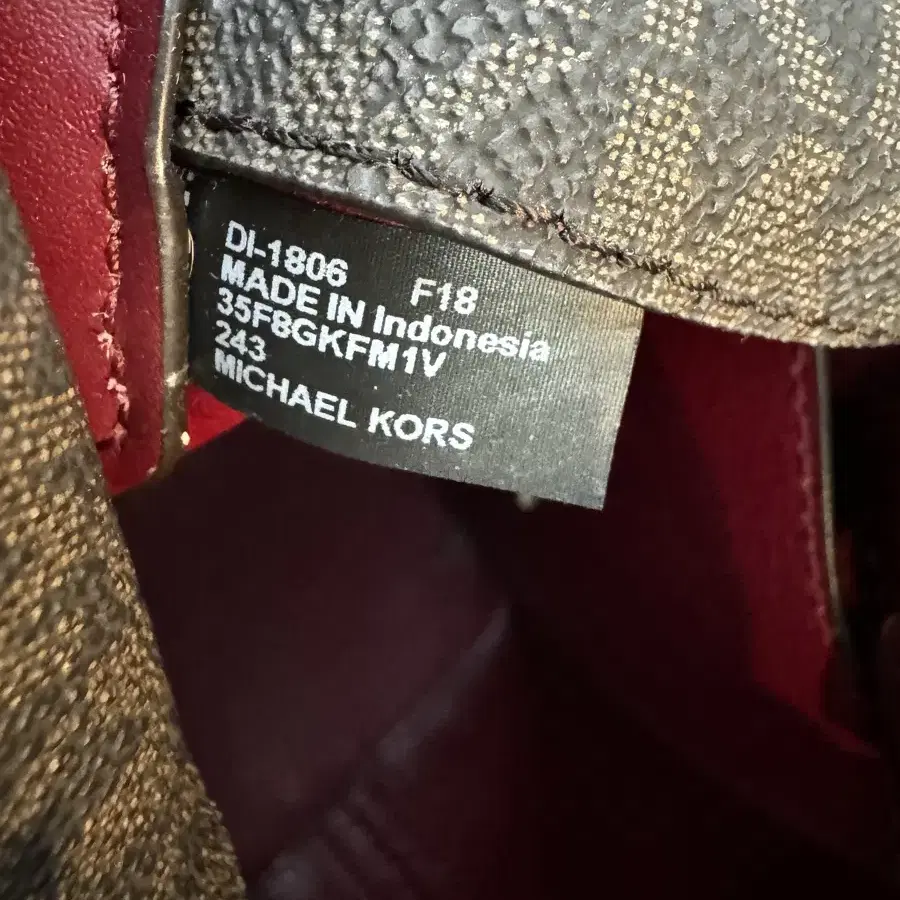 DI-1806 F18
MADE IN Indonesia
35F8GKFM1V
243
MICHAEL KORS